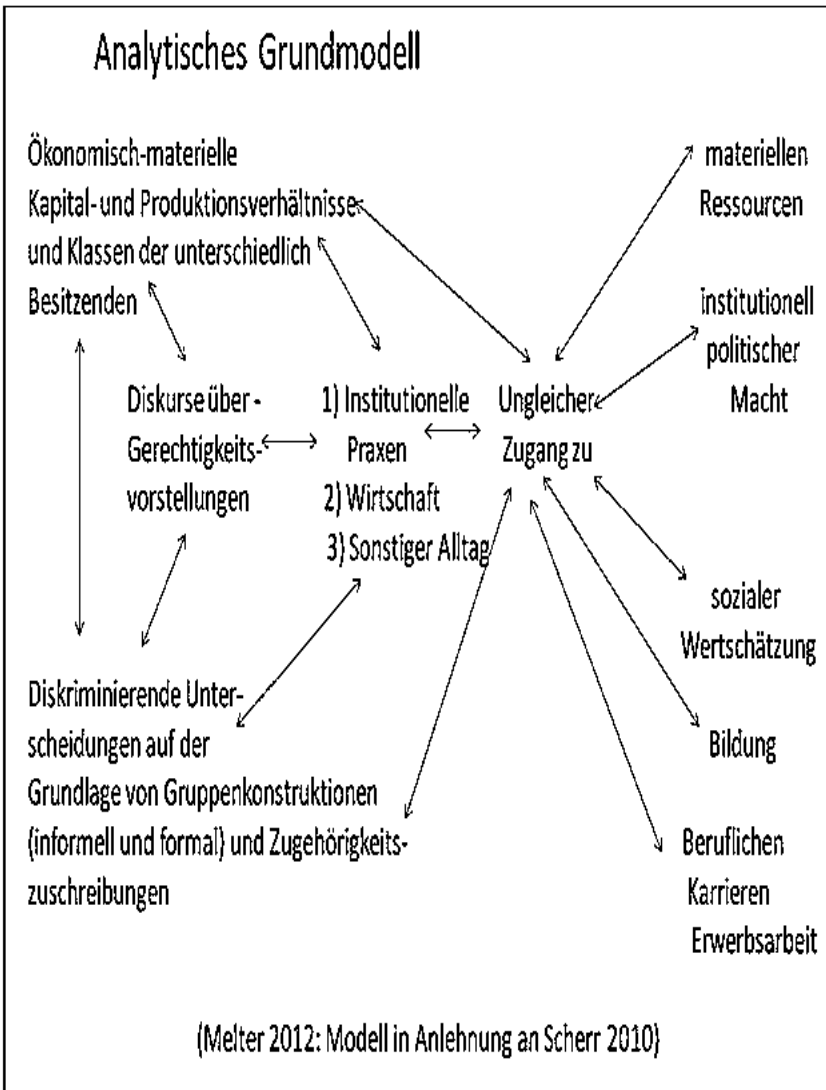 Analytisches Grundmodell
Ökonomisch-materielle
Kapital- und Produktionsverhältnisse
und Klassen der unterschiedlich
Besitzenden
Diskurse über -
Gerechtigkeits-
vorstellungen
1) Institutionelle
Praxen
2) Wirtschaft
3) Sonstiger Alltag
Ungleicher
Zugang zu
materiellen
Ressourcen
Institutionell
politischer
Macht
sozialer
Wertschätzung
Bildung
Beruflichen
Karrieren
Erwerbsarbeit
Diskriminierende Unter-
scheidungen auf der
Grundlage von Gruppenkonstruktionen
(informell und formal) und Zugehörigkeits-
zuschreibungen
(Melter 2012: Modell in Anlehnung an Scherr 2010)